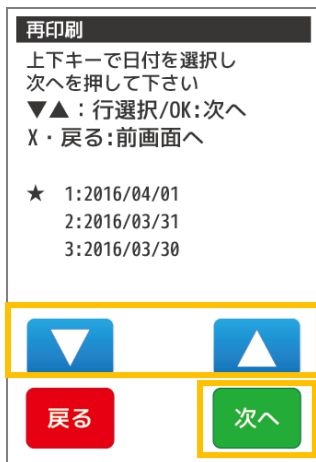 再印刷
上下キーで日付を選択し
次へを押して下さい
▼▲：行選択/OK:次へ
X・戻る:前画面へ
★ 1:2016/04/01
2:2016/03/31
3:2016/03/30
▼ ▲
戻る 次へ